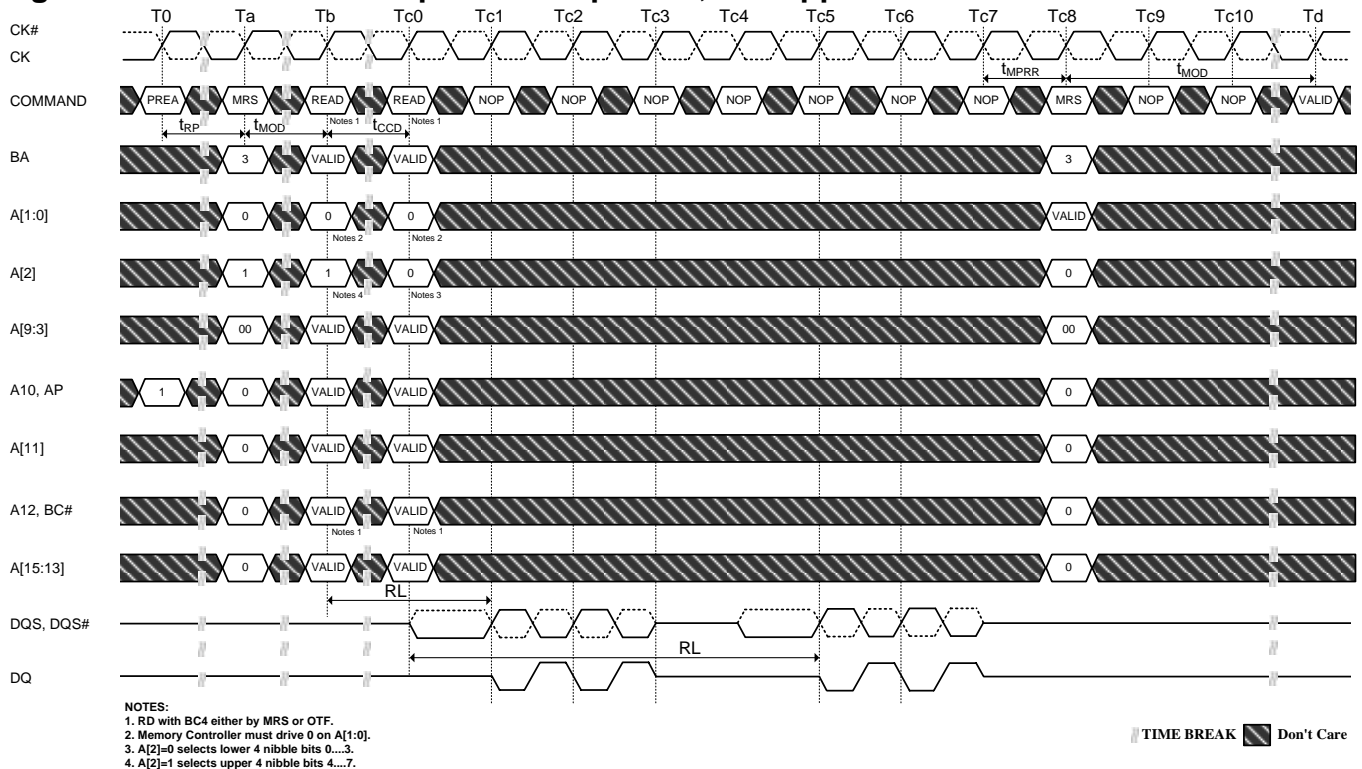 T0 Ta Tb Tc0 Tc1 Tc2 Tc3 Tc4 Tc5 Tc6 Tc7 Tc8 Tc9 Tc10 Td
CK#
CK
tMPRR tMOD
COMMAND PREA MRS READ READ NOP NOP NOP NOP NOP NOP NOP MRS NOP NOP VALID
Notes 1 Notes 1
tRP tMOD tCCD
BA 3 VALID VALID 3
A[1:0] 0 0 0 VALID
Notes 2 Notes 2
A[2] 1 1 0 0
Notes 4 Notes 3
A[9:3] 00 VALID VALID 00
A10, AP 1 0 VALID VALID 0
A[11] 0 VALID VALID 0
A12, BC# 0 VALID VALID 0
Notes 1 Notes 1
A[15:13] 0 VALID VALID 0
RL
DQS, DQS#
RL
DQ
NOTES:
1. RD with BC4 either by MRS or OTF.
2. Memory Controller must drive 0 on A[1:0].
3. A[2]=0 selects lower 4 nibble bits 0....3.
4. A[2]=1 selects upper 4 nibble bits 4....7.
TIME BREAK Don't Care